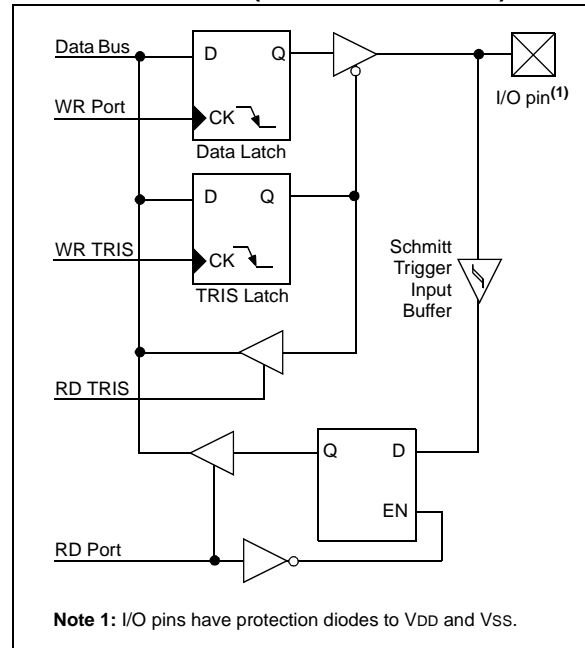 Data Bus
D Q
I/O pin(1)
WR Port
CK
Data Latch
D Q
WR TRIS
CK
TRIS Latch
Schmitt
Trigger
Input
Buffer
RD TRIS
Q D
EN
RD Port
Note 1: I/O pins have protection diodes to VDD and VSS.